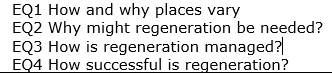 EQ1 How and why places vary
EQ2 Why might regeneration be needed?
EQ3 How is regeneration managed?
EQ4 How successful is regeneration?